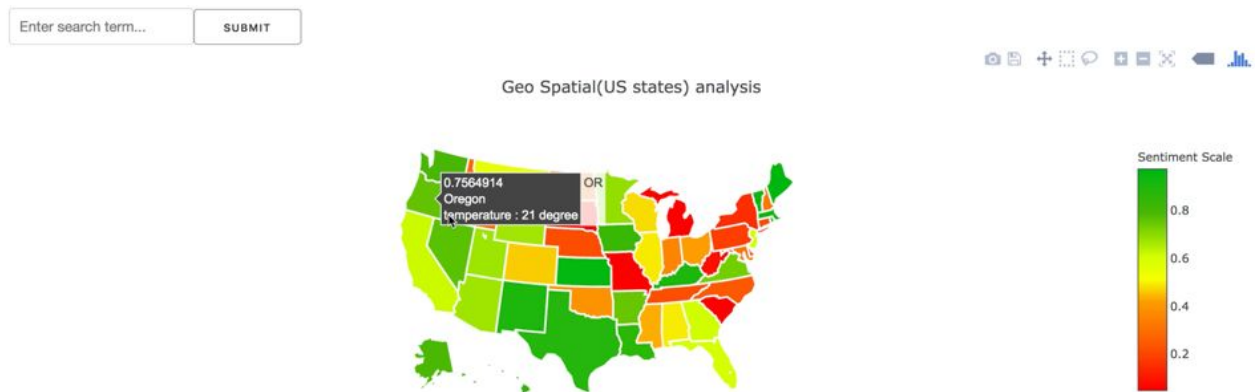 Enter search term...
SUBMIT
Geo Spatial(US states) analysis
0.7564914
OR
Oregon
temperature : 21 degree
Sentiment Scale
0.8
0.6
0.4
0.2